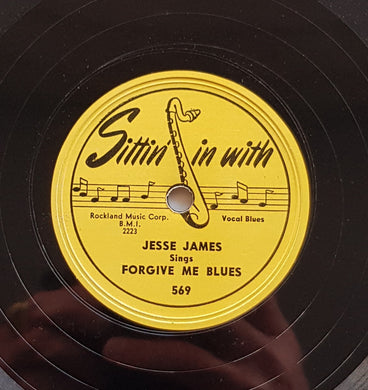 Sittin' in with
Rockland Music Corp.
B.M.I.
2223
Vocal Blues
JESSE JAMES
Sings
FORGIVE ME BLUES
569